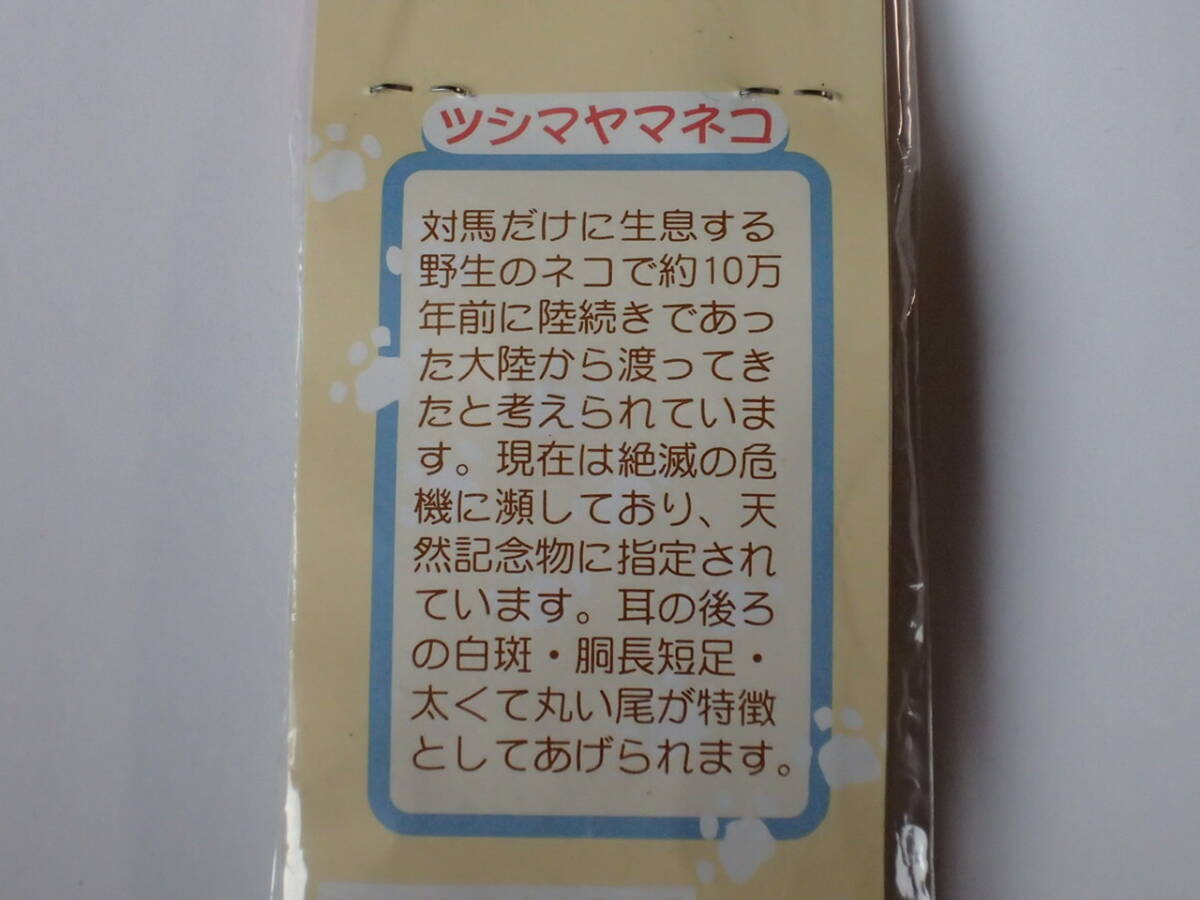 ツシマヤマネコ
対馬だけに生息する
野生のネコで約10万
年前に陸続きであっ
た大陸から渡ってき
たと考えられていま
す。現在は絶滅の危
機に瀕しており、天
然記念物に指定され
ています。耳の後ろ
の白斑・胴長短足・
太くて丸い尾が特徴
としてあげられます。